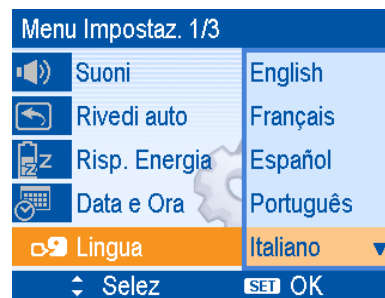 Menu Impostaz. 1/3
Suoni English
Rivedi auto Français
Risp. Energia Español
Data e Ora Português
Lingua Italiano
Selez SET OK